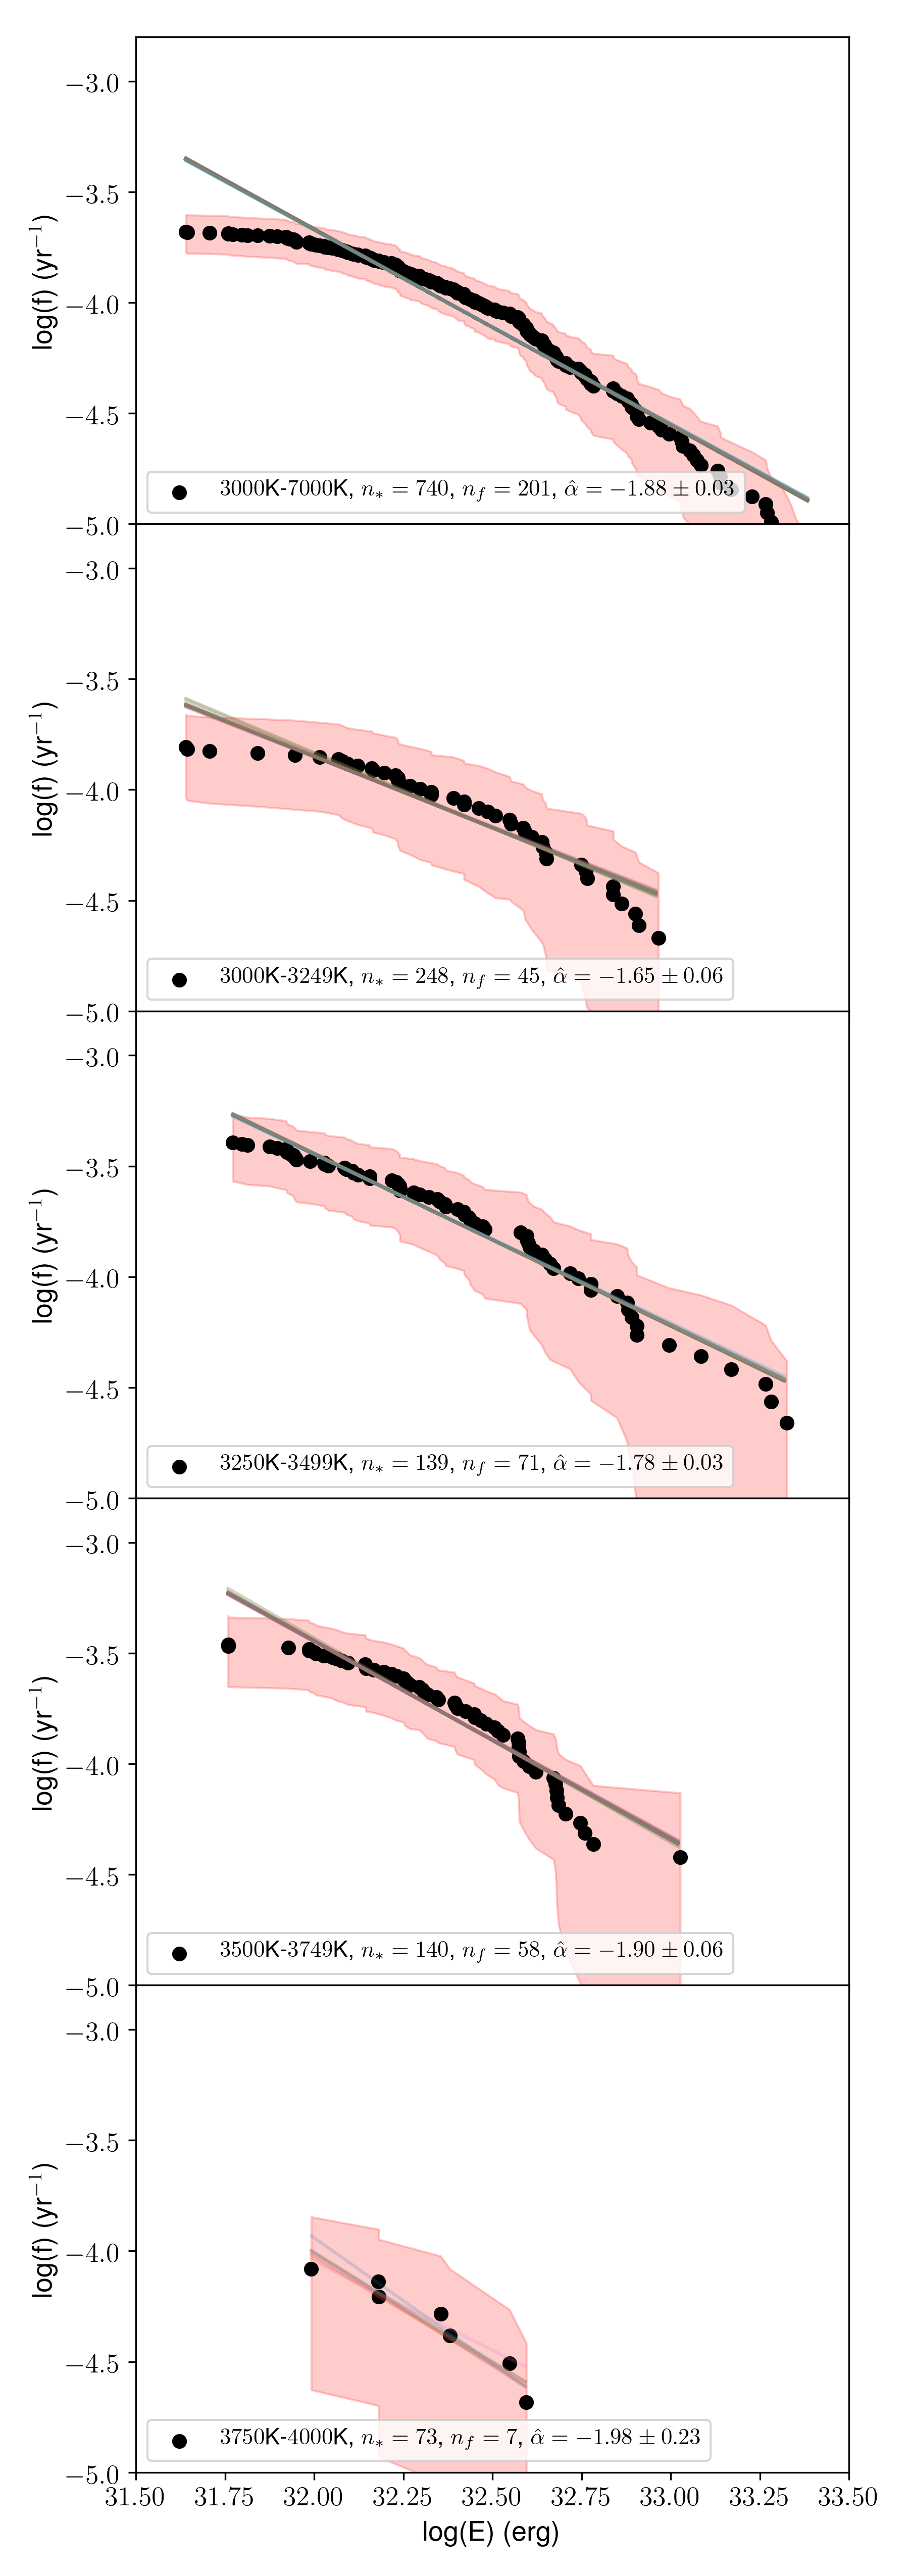 −3.0
−3.5
−4.0
−4.5
−5.0
log(f) (yr⁻¹)
3000K-7000K, n∗ = 740, n_f = 201, α̂ = −1.88 ± 0.03
−3.0
−3.5
−4.0
−4.5
−5.0
log(f) (yr⁻¹)
3000K-3249K, n∗ = 248, n_f = 45, α̂ = −1.65 ± 0.06
−3.0
−3.5
−4.0
−4.5
−5.0
log(f) (yr⁻¹)
3250K-3499K, n∗ = 139, n_f = 71, α̂ = −1.78 ± 0.03
−3.0
−3.5
−4.0
−4.5
−5.0
log(f) (yr⁻¹)
3500K-3749K, n∗ = 140, n_f = 58, α̂ = −1.90 ± 0.06
−3.0
−3.5
−4.0
−4.5
−5.0
log(f) (yr⁻¹)
3750K-4000K, n∗ = 73, n_f = 7, α̂ = −1.98 ± 0.23
31.50 31.75 32.00 32.25 32.50 32.75 33.00 33.25 33.50
log(E) (erg)